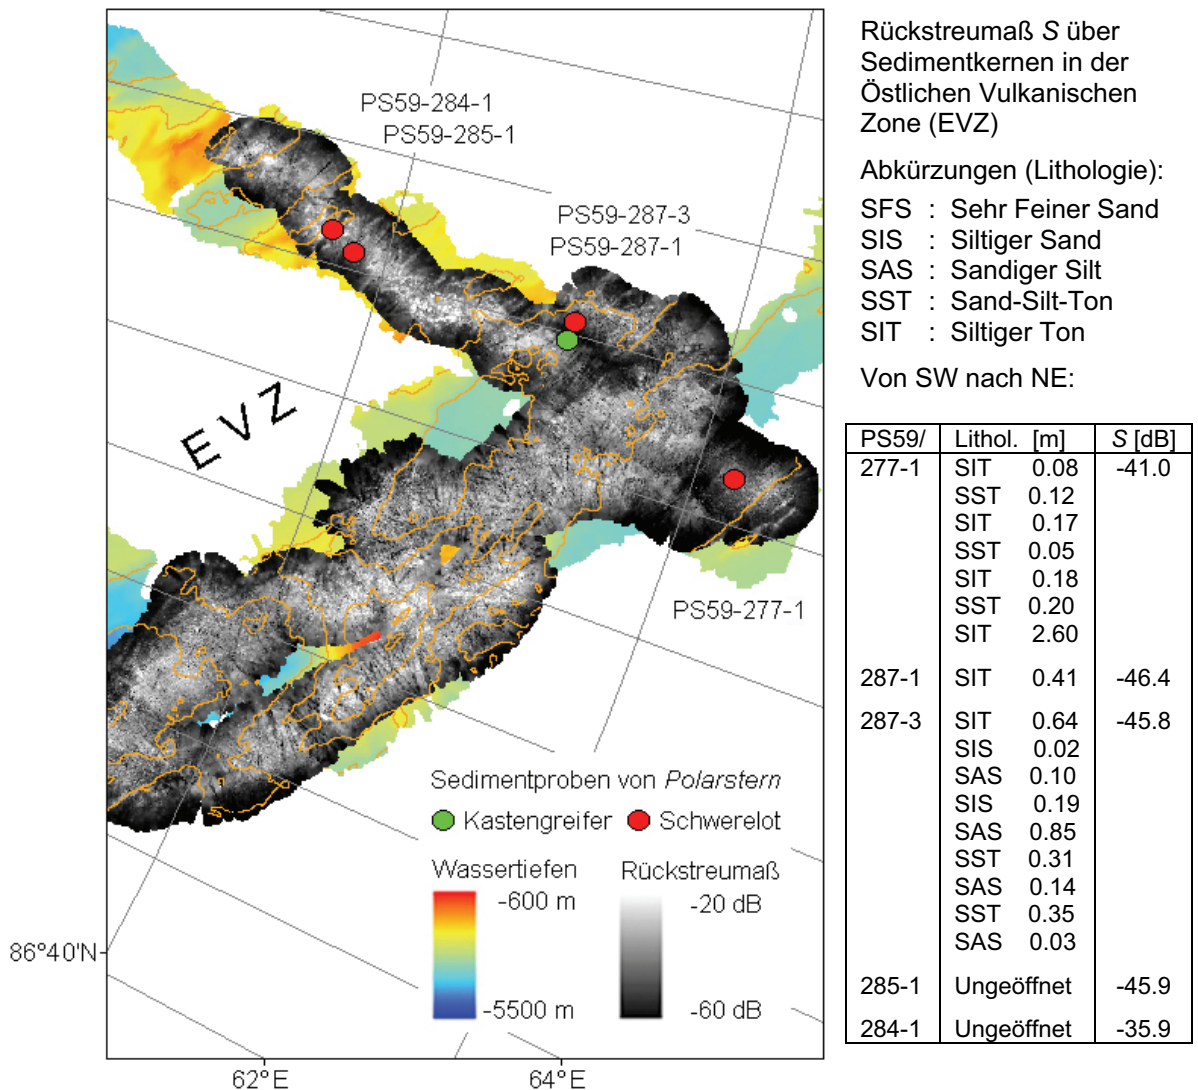 PS59-284-1
PS59-285-1
PS59-287-3
PS59-287-1
EVZ
PS59-277-1
Sedimentproben von Polarstern
Kastengreifer
Schwerelot
Wassertiefen
-600 m
-5500 m
Rückstreumaß
-20 dB
-60 dB
86°40'N
62°E
64°E
Rückstreumaß S über
Sedimentkernen in der
Östlichen Vulkanischen
Zone (EVZ)
Abkürzungen (Lithologie):
SFS : Sehr Feiner Sand
SIS : Siltiger Sand
SAS : Sandiger Silt
SST : Sand-Silt-Ton
SIT : Siltiger Ton
Von SW nach NE:
PS59/ Lithol. [m] S [dB]
277-1 SIT 0.08 -41.0
SST 0.12
SIT 0.17
SST 0.05
SIT 0.18
SST 0.20
SIT 2.60
287-1 SIT 0.41 -46.4
287-3 SIT 0.64 -45.8
SIS 0.02
SAS 0.10
SIS 0.19
SAS 0.85
SST 0.31
SAS 0.14
SST 0.35
SAS 0.03
285-1 Ungeöffnet -45.9
284-1 Ungeöffnet -35.9